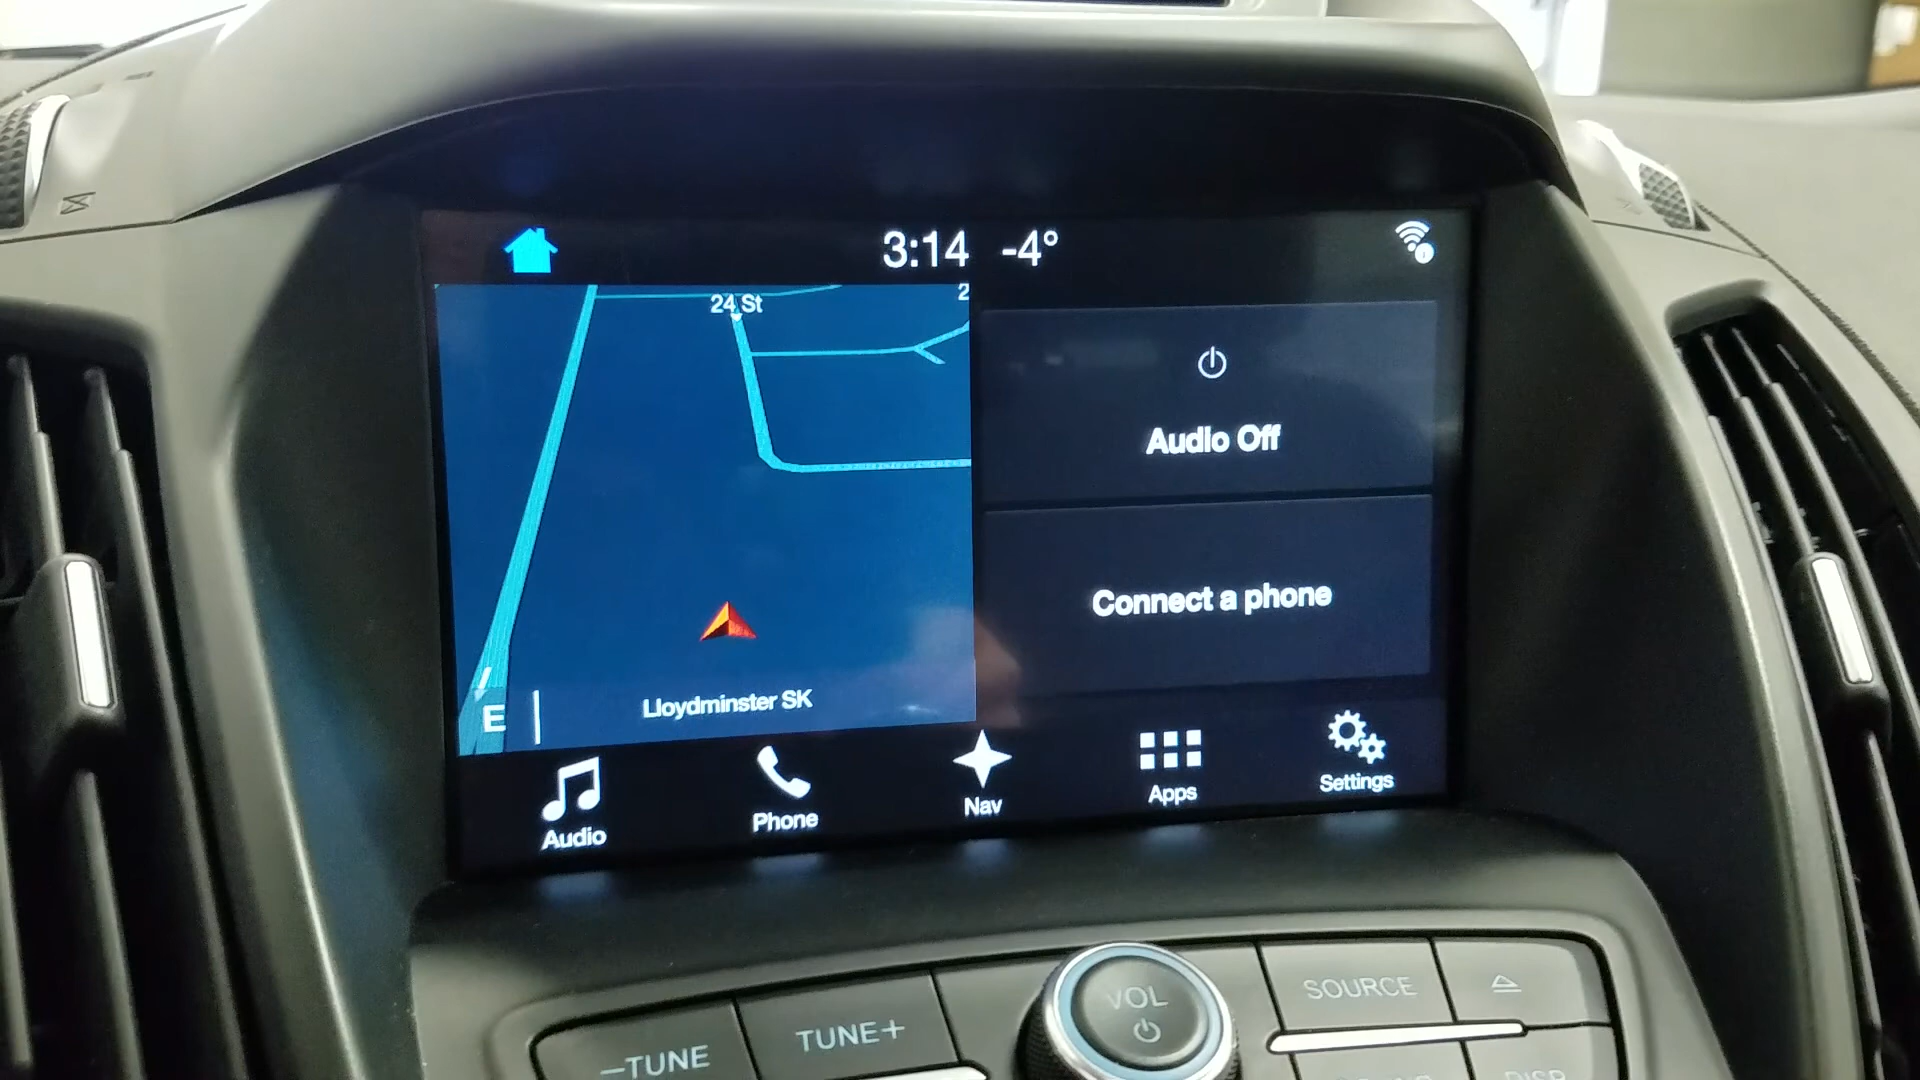 3:14 -4°
24 St
2
Audio Off
Connect a phone
E
Lloydminster SK
Audio
Phone
Nav
Apps
Settings
VOL
SOURCE
–TUNE
TUNE+
DISP